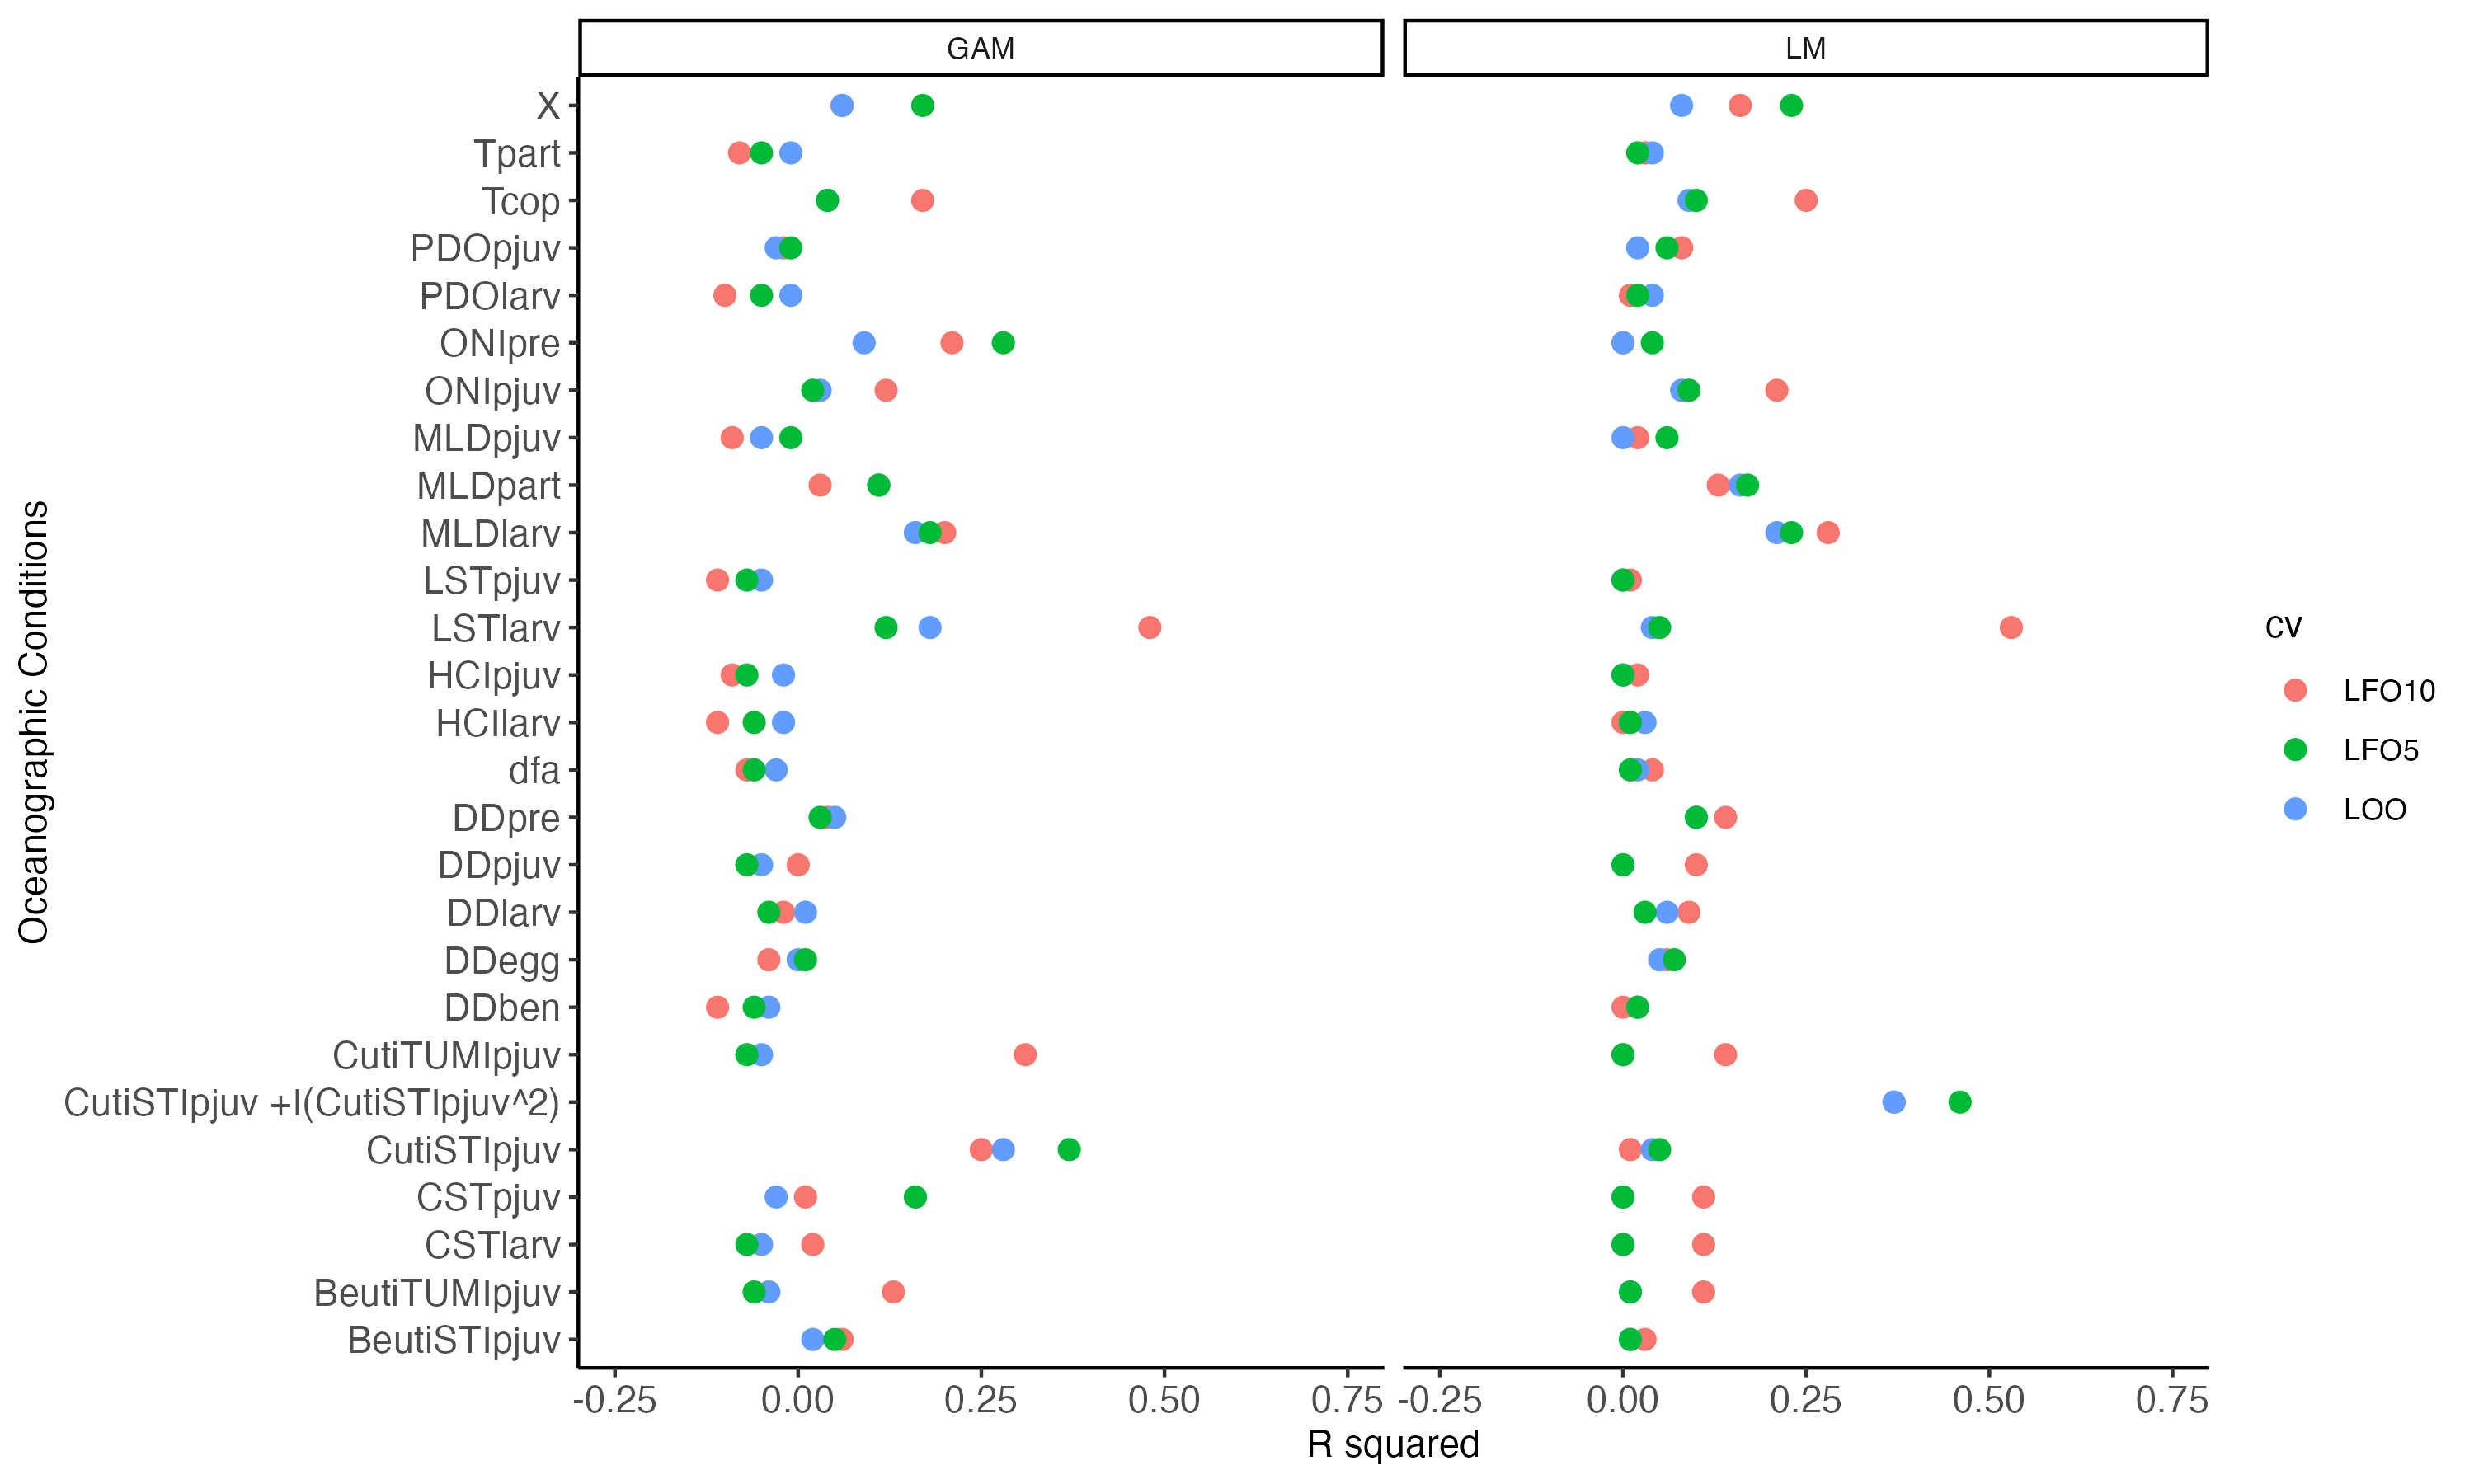 GAM
LM
X
Tpart
Tcop
PDOpjuv
PDOlarv
ONIpre
ONIpjuv
MLDpjuv
MLDpart
MLDlarv
LSTpjuv
LSTlarv
HCIpjuv
HCIlarv
dfa
DDpre
DDpjuv
DDlarv
DDegg
DDben
CutiTUMIpjuv
CutiSTIpjuv +I(CutiSTIpjuv^2)
CutiSTIpjuv
CSTpjuv
CSTlarv
BeutiTUMIpjuv
BeutiSTIpjuv
Oceanographic Conditions
-0.25 0.00 0.25 0.50 0.75
-0.25 0.00 0.25 0.50 0.75
R squared
cv
LFO10
LFO5
LOO